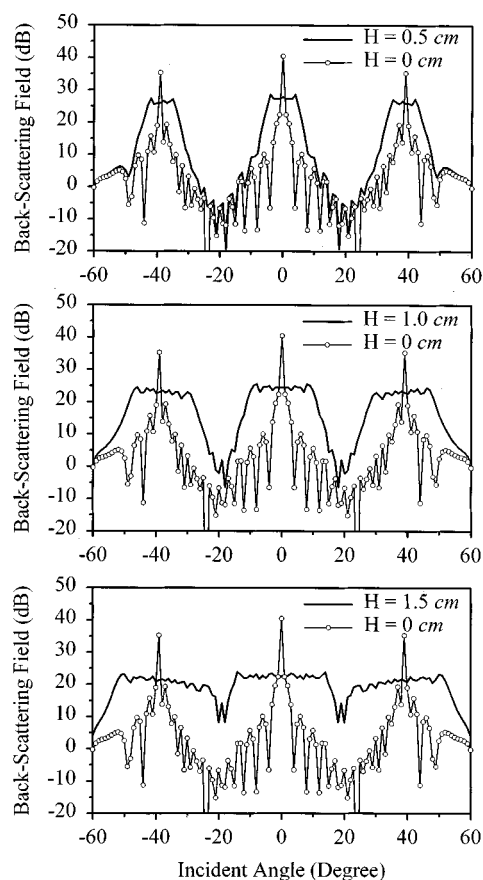 50
H = 0.5 cm
40
H = 0 cm
30
20
10
0
-10
-20
Back-Scattering Field (dB)
-60 -40 -20 0 20 40 60
50
H = 1.0 cm
40
H = 0 cm
30
20
10
0
-10
-20
Back-Scattering Field (dB)
-60 -40 -20 0 20 40 60
50
H = 1.5 cm
40
H = 0 cm
30
20
10
0
-10
-20
Back-Scattering Field (dB)
-60 -40 -20 0 20 40 60
Incident Angle (Degree)